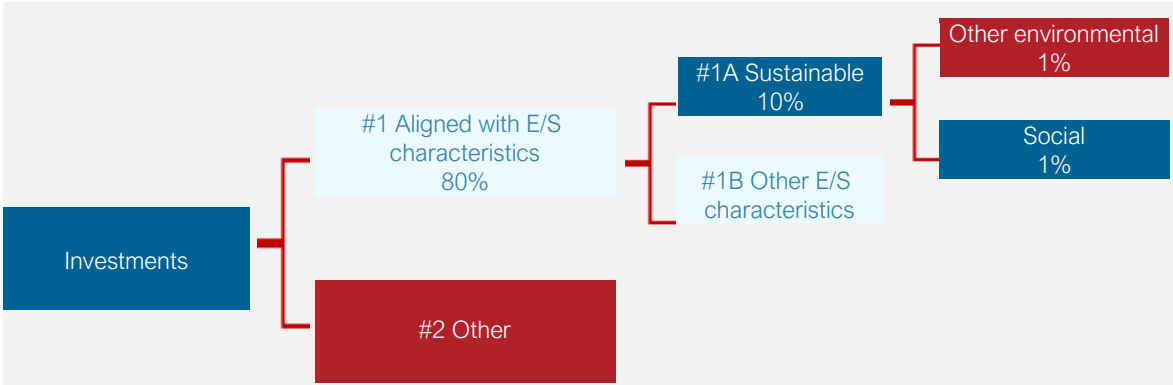 Investments
#1 Aligned with E/S
characteristics
80%
#2 Other
#1A Sustainable
10%
#1B Other E/S
characteristics
Other environmental
1%
Social
1%